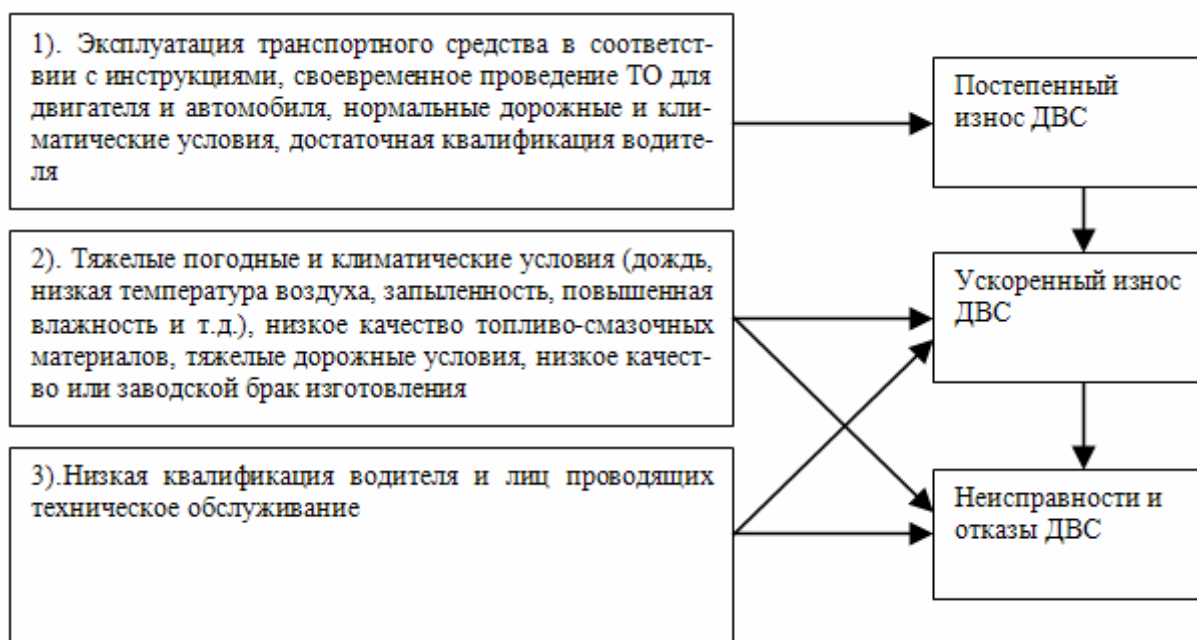 1). Эксплуатация транспортного средства в соответст-
вии с инструкциями, своевременное проведение ТО для
двигателя и автомобиля, нормальные дорожные и кли-
матические условия, достаточная квалификация водите-
ля
Постепенный
износ ДВС
2). Тяжелые погодные и климатические условия (дождь,
низкая температура воздуха, запыленность, повышенная
влажность и т.д.), низкое качество топливо-смазочных
материалов, тяжелые дорожные условия, низкое качест-
во или заводской брак изготовления
Ускоренный износ
ДВС
3).Низкая квалификация водителя и лиц проводящих
техническое обслуживание
Неисправности и
отказы ДВС